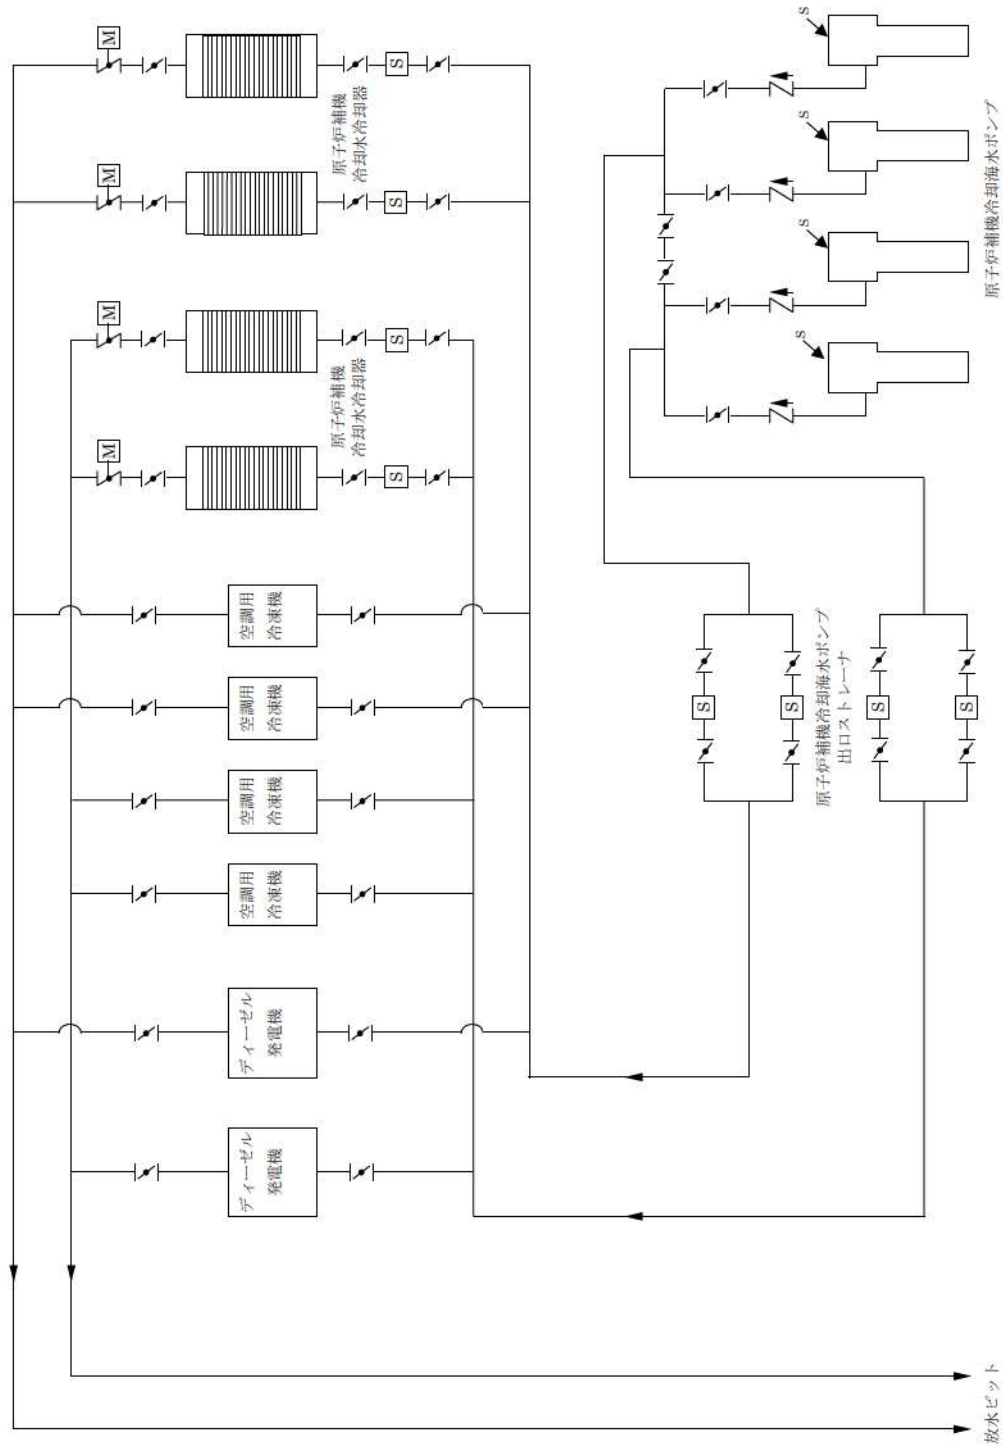 M
M
M
M
ディーゼル
発電機
ディーゼル
発電機
空調用
冷凍機
空調用
冷凍機
空調用
冷凍機
空調用
冷凍機
原子炉補機
冷却水冷却器
原子炉補機
冷却水冷却器
S
S
S
S
S
S
原子炉補機冷却海水ポンプ
出口ストレーナ
S
S
s
s
s
s
放水ピット
原子炉補機冷却海水ポンプ